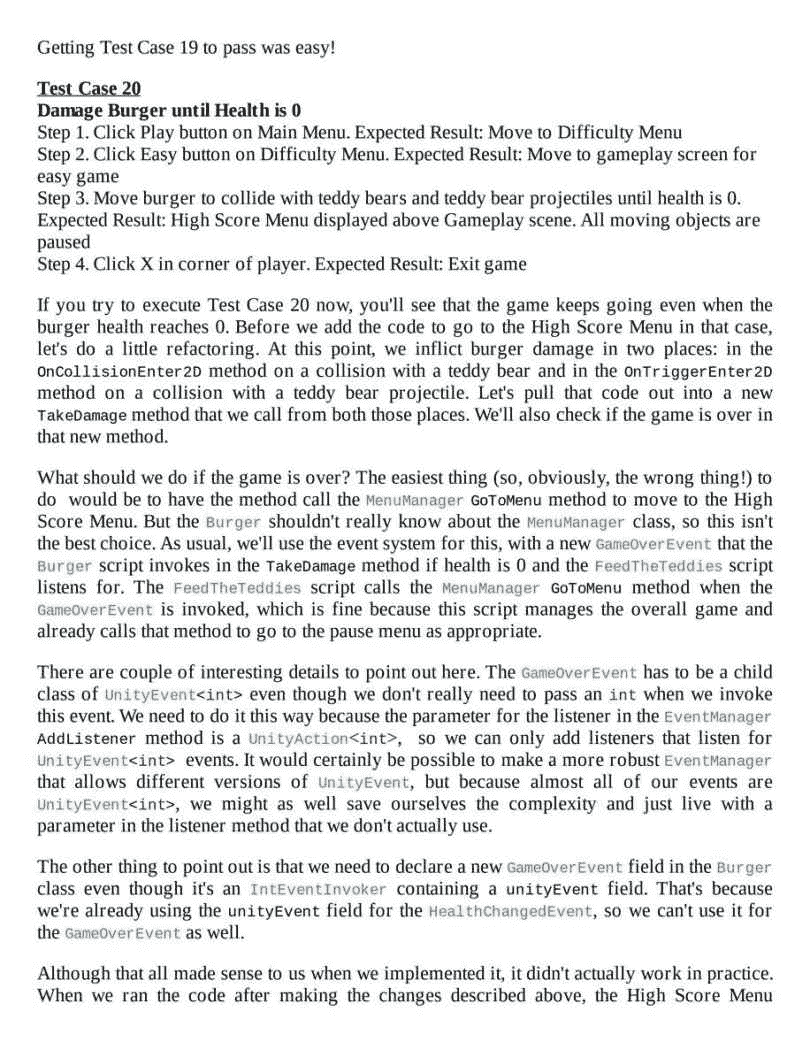 Getting Test Case 19 to pass was easy!
Test Case 20
Damage Burger until Health is 0
Step 1. Click Play button on Main Menu. Expected Result: Move to Difficulty Menu
Step 2. Click Easy button on Difficulty Menu. Expected Result: Move to gameplay screen for
easy game
Step 3. Move burger to collide with teddy bears and teddy bear projectiles until health is 0.
Expected Result: High Score Menu displayed above Gameplay scene. All moving objects are
paused
Step 4. Click X in corner of player. Expected Result: Exit game
If you try to execute Test Case 20 now, you'll see that the game keeps going even when the
burger health reaches 0. Before we add the code to go to the High Score Menu in that case,
let's do a little refactoring. At this point, we inflict burger damage in two places: in the
OnCollisionEnter2D method on a collision with a teddy bear and in the OnTriggerEnter2D
method on a collision with a teddy bear projectile. Let's pull that code out into a new
TakeDamage method that we call from both those places. We'll also check if the game is over in
that new method.
What should we do if the game is over? The easiest thing (so, obviously, the wrong thing!) to
do would be to have the method call the MenuManager GoToMenu method to move to the High
Score Menu. But the Burger shouldn't really know about the MenuManager class, so this isn't
the best choice. As usual, we'll use the event system for this, with a new GameOverEvent that the
Burger script invokes in the TakeDamage method if health is 0 and the FeedTheTeddies script
listens for. The FeedTheTeddies script calls the MenuManager GoToMenu method when the
GameOverEvent is invoked, which is fine because this script manages the overall game and
already calls that method to go to the pause menu as appropriate.
There are couple of interesting details to point out here. The GameOverEvent has to be a child
class of UnityEvent<int> even though we don't really need to pass an int when we invoke
this event. We need to do it this way because the parameter for the listener in the EventManager
AddListener method is a UnityAction<int>, so we can only add listeners that listen for
UnityEvent<int> events. It would certainly be possible to make a more robust EventManager
that allows different versions of UnityEvent, but because almost all of our events are
UnityEvent<int>, we might as well save ourselves the complexity and just live with a
parameter in the listener method that we don't actually use.
The other thing to point out is that we need to declare a new GameOverEvent field in the Burger
class even though it's an IntEventInvoker containing a unityEvent field. That's because
we're already using the unityEvent field for the HealthChangedEvent, so we can't use it for
the GameOverEvent as well.
Although that all made sense to us when we implemented it, it didn't actually work in practice.
When we ran the code after making the changes described above, the High Score Menu